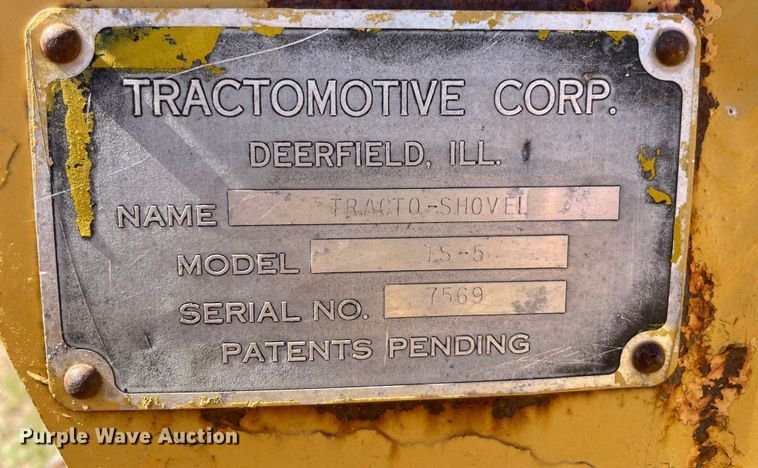 TRACTOMOTIVE CORP.
DEERFIELD, ILL.
NAME TRACTO-SHOVEL
MODEL TS-5
SERIAL NO. 7569
PATENTS PENDING
Purple Wave Auction